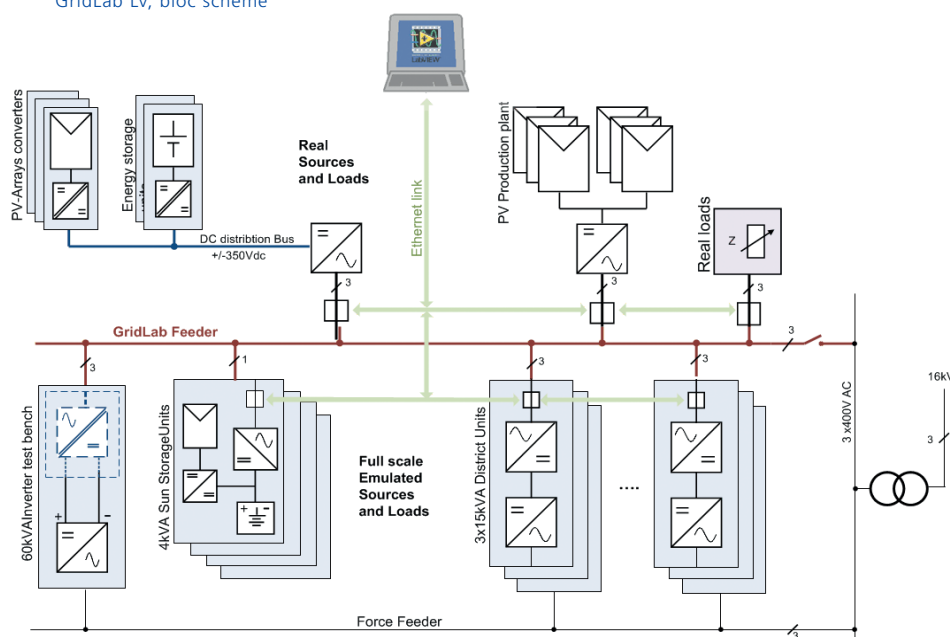 GridLab LV, bloc scheme
LabVIEW
PV-Arrays converters
Energy storage
Real
Sources
and Loads
Ethernet link
PV Production plant
Real loads
Z
DC distribtion Bus
+/-350Vdc
3
3
3
GridLab Feeder
3
3
1
3
3
16kV
3
3 x400V AC
60kVAInverter test bench
4kVA Sun StorageUnits
Full scale
Emulated
Sources
and Loads
3x15kVA District Units
....
+
-
+
-
Force Feeder
3